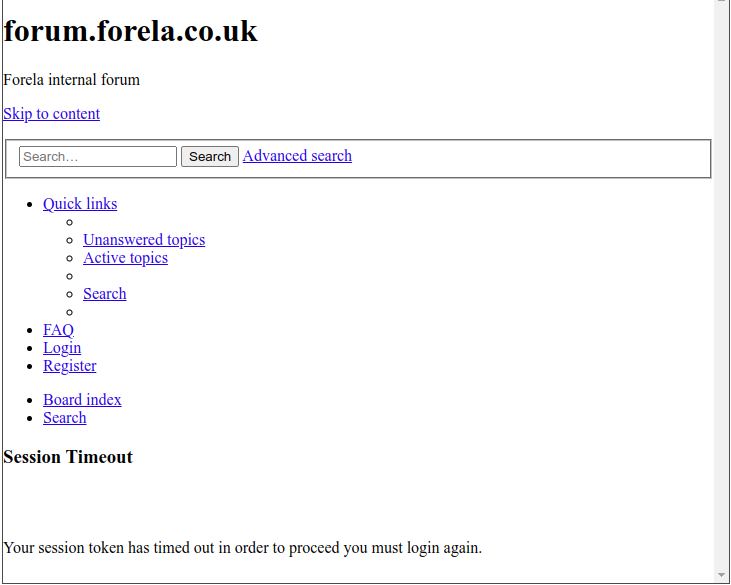 forum.forela.co.uk
Forela internal forum
Skip to content
Search… Search Advanced search
Quick links
Unanswered topics
Active topics
Search
FAQ
Login
Register
Board index
Search
Session Timeout
Your session token has timed out in order to proceed you must login again.